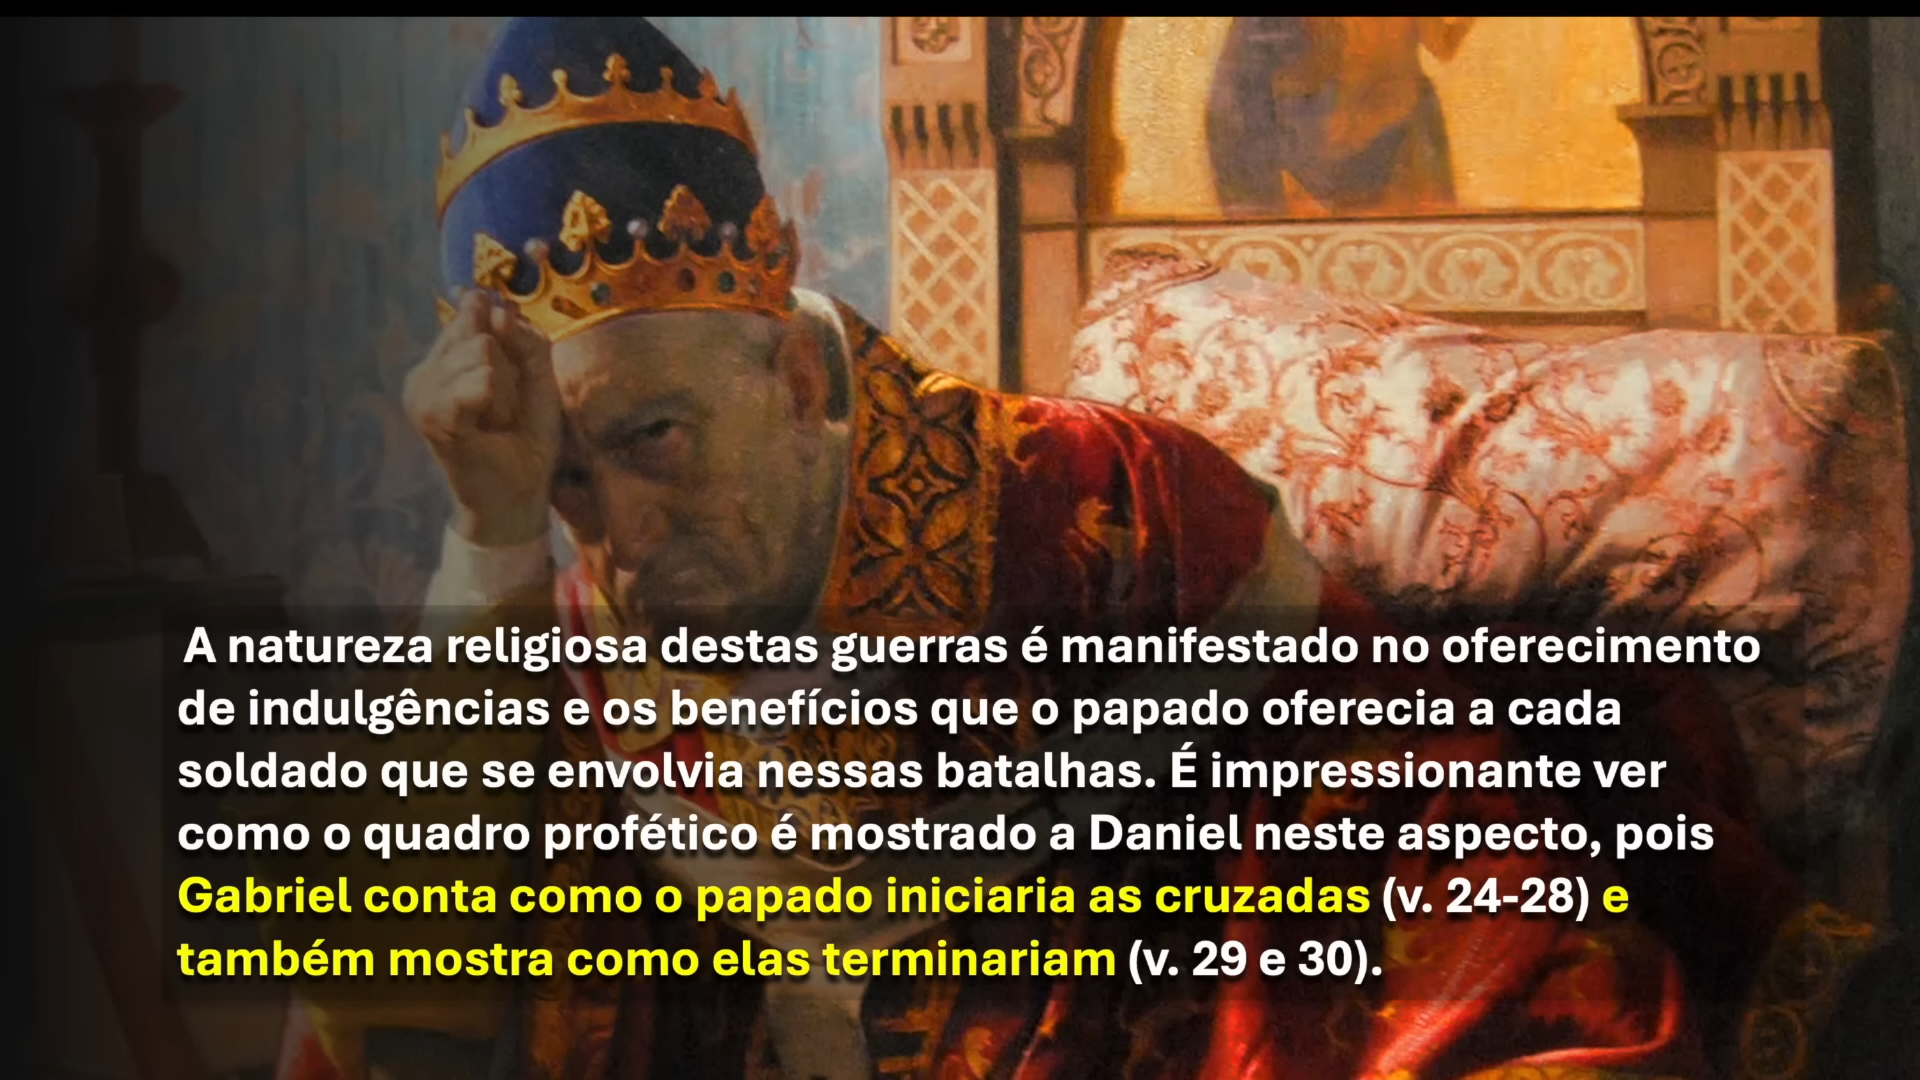 A natureza religiosa destas guerras é manifestado no oferecimento
de indulgências e os benefícios que o papado oferecia a cada
soldado que se envolvia nessas batalhas. É impressionante ver
como o quadro profético é mostrado a Daniel neste aspecto, pois
Gabriel conta como o papado iniciaria as cruzadas (v. 24-28) e
também mostra como elas terminariam (v. 29 e 30).